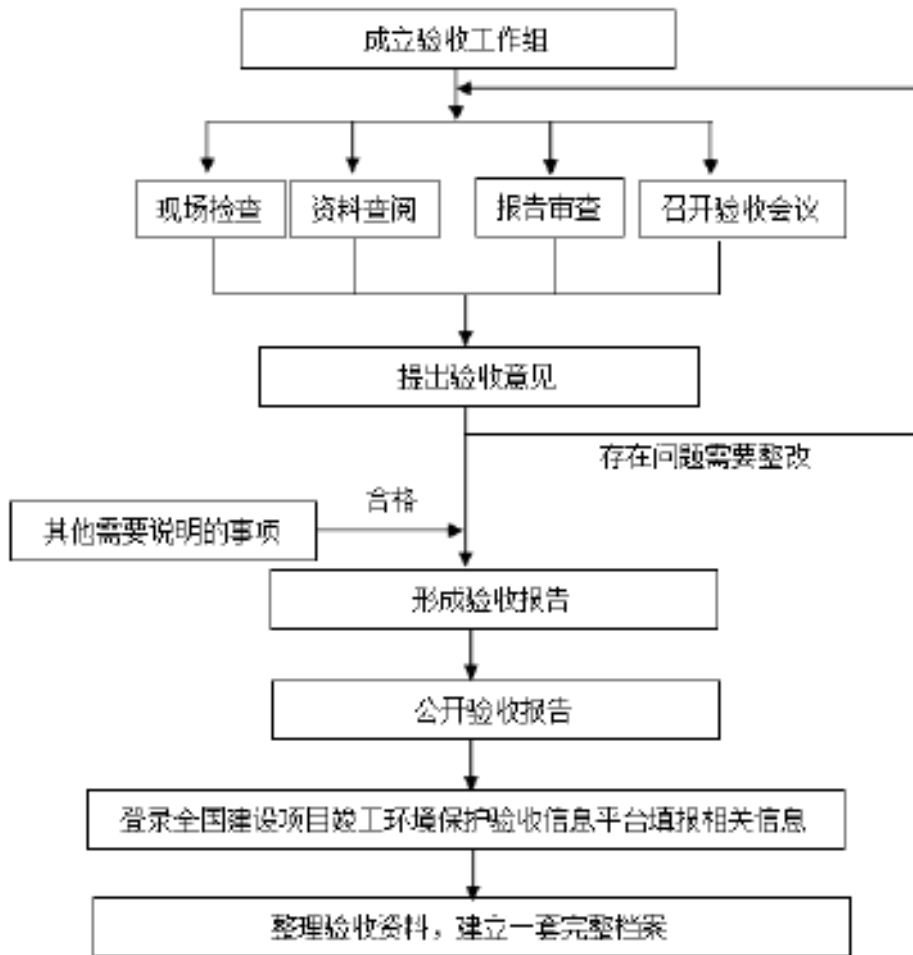 成立验收工作组
现场检查
资料查阅
报告审查
召开验收会议
提出验收意见
存在问题需要整改
合格
其他需要说明的事项
形成验收报告
公开验收报告
登录全国建设项目竣工环境保护验收信息平台填报相关信息
整理验收资料，建立一套完整档案